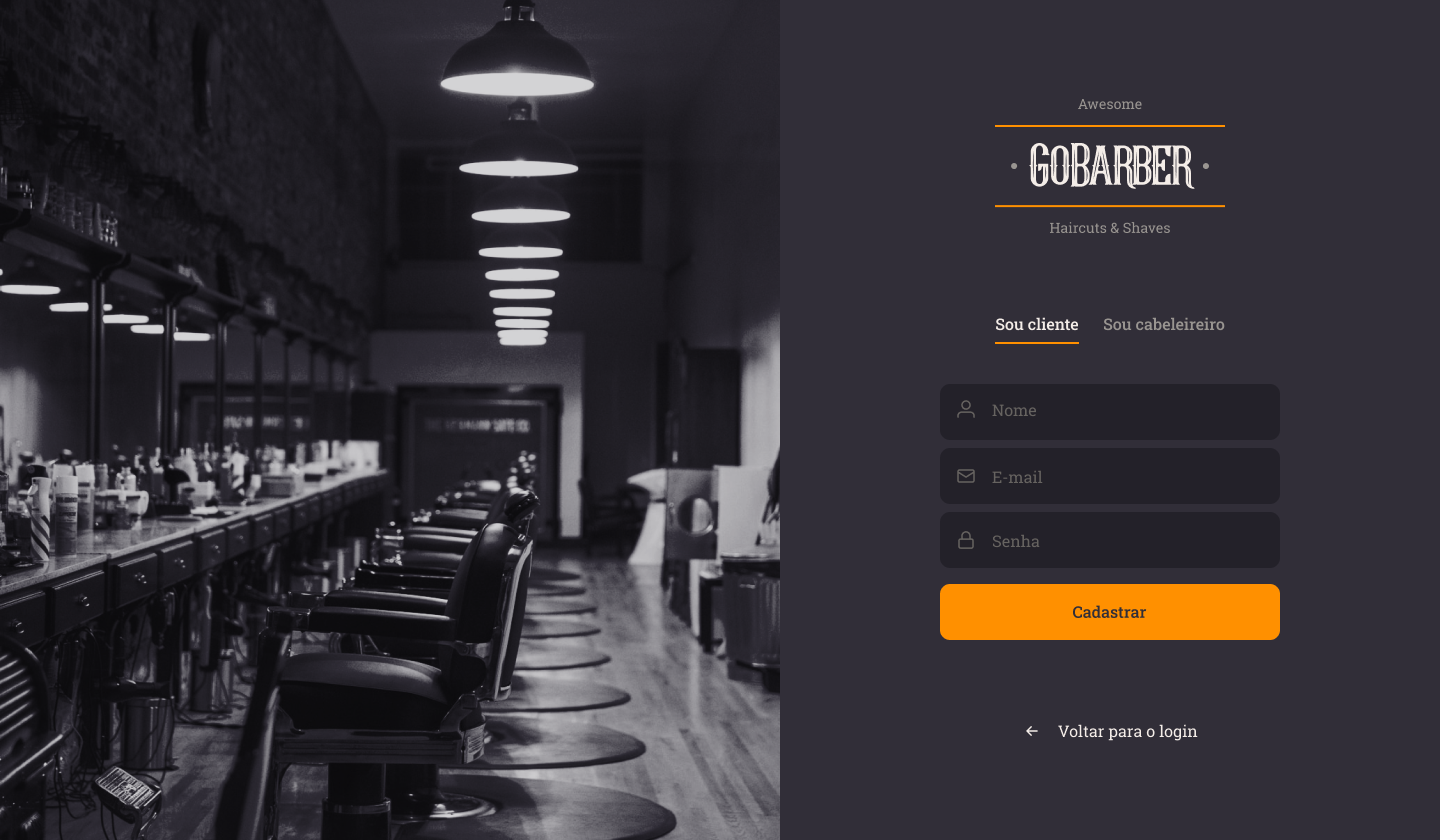 Awesome
GOBARBER
Haircuts & Shaves
Sou cliente Sou cabeleireiro
Nome
E-mail
Senha
Cadastrar
Voltar para o login